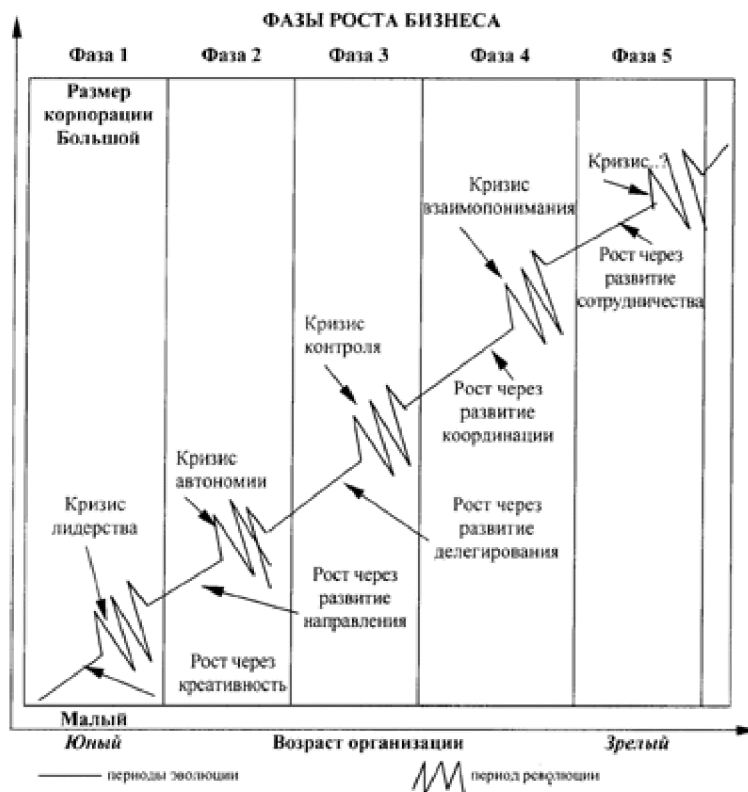 ФАЗЫ РОСТА БИЗНЕСА
Фаза 1 Фаза 2 Фаза 3 Фаза 4 Фаза 5
Размер
корпорации
Большой
Кризис..?
Кризис
взаимопонимания
Рост через
развитие
сотрудничества
Кризис
контроля
Рост через
развитие
координации
Кризис
автономии
Кризис
лидерства
Рост через
развитие
делегирования
Рост через
развитие
направления
Рост через
креативность
Малый
Юный Возраст организации Зрелый
периоды эволюции период революции